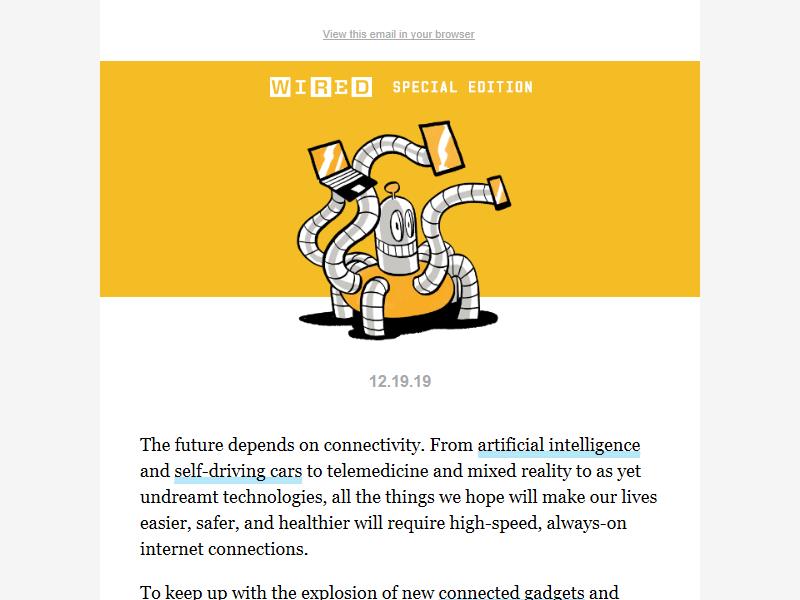 View this email in your browser
WIRED SPECIAL EDITION
12.19.19
The future depends on connectivity. From artificial intelligence
and self-driving cars to telemedicine and mixed reality to as yet
undreamt technologies, all the things we hope will make our lives
easier, safer, and healthier will require high-speed, always-on
internet connections.
To keep up with the explosion of new connected gadgets and